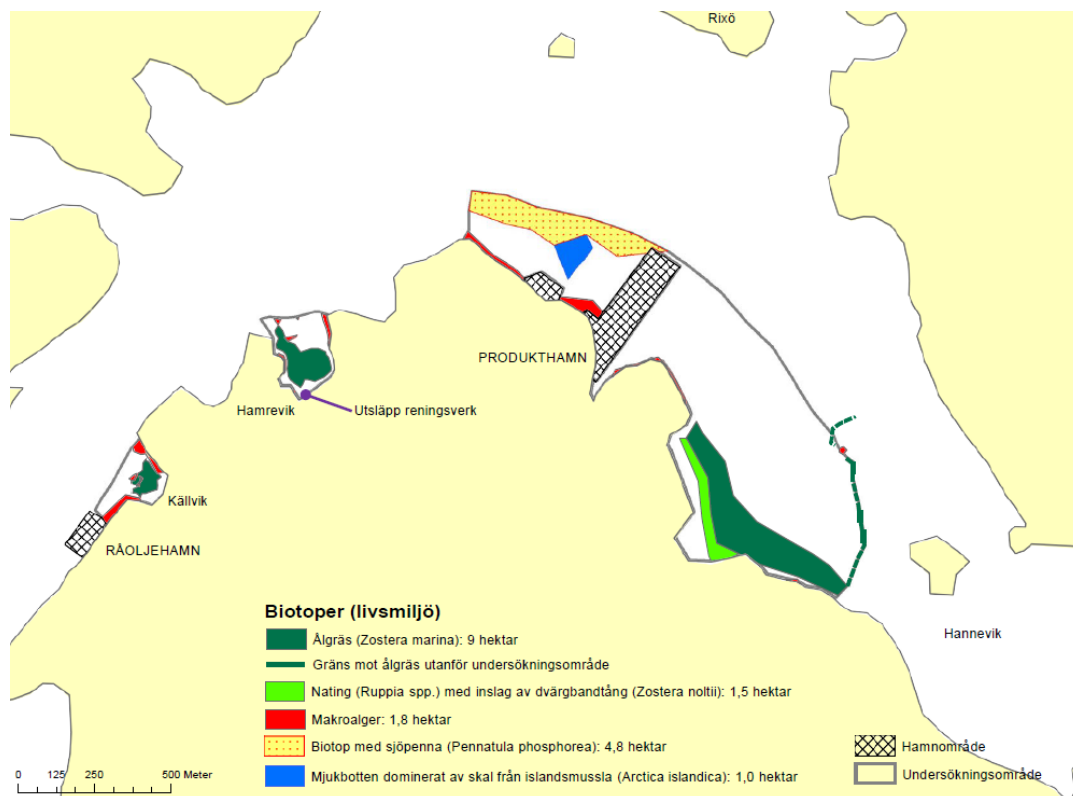 Rixö
PRODUKTHAMN
Hamrevik
Utsläpp reningsverk
Källvik
RÅOLJEHAMN
Hannevik
Biotoper (livsmiljö)
Ålgräs (Zostera marina): 9 hektar
Gräns mot ålgräs utanför undersökningsområde
Nating (Ruppia spp.) med inslag av dvärgbandtång (Zostera noltii): 1,5 hektar
Makroalger: 1,8 hektar
Biotop med sjöpenna (Pennatula phosphorea): 4,8 hektar
Mjukbotten dominerat av skal från islandsmussla (Arctica islandica): 1,0 hektar
Hamnområde
Undersökningsområde
0 125 250 500 Meter